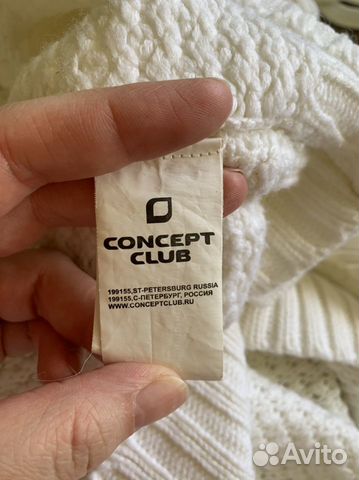 CONCEPT
CLUB
199155,ST-PETERSBURG RUSSIA
199155,С-ПЕТЕРБУРГ, РОССИЯ
WWW.CONCEPTCLUB.RU
Avito